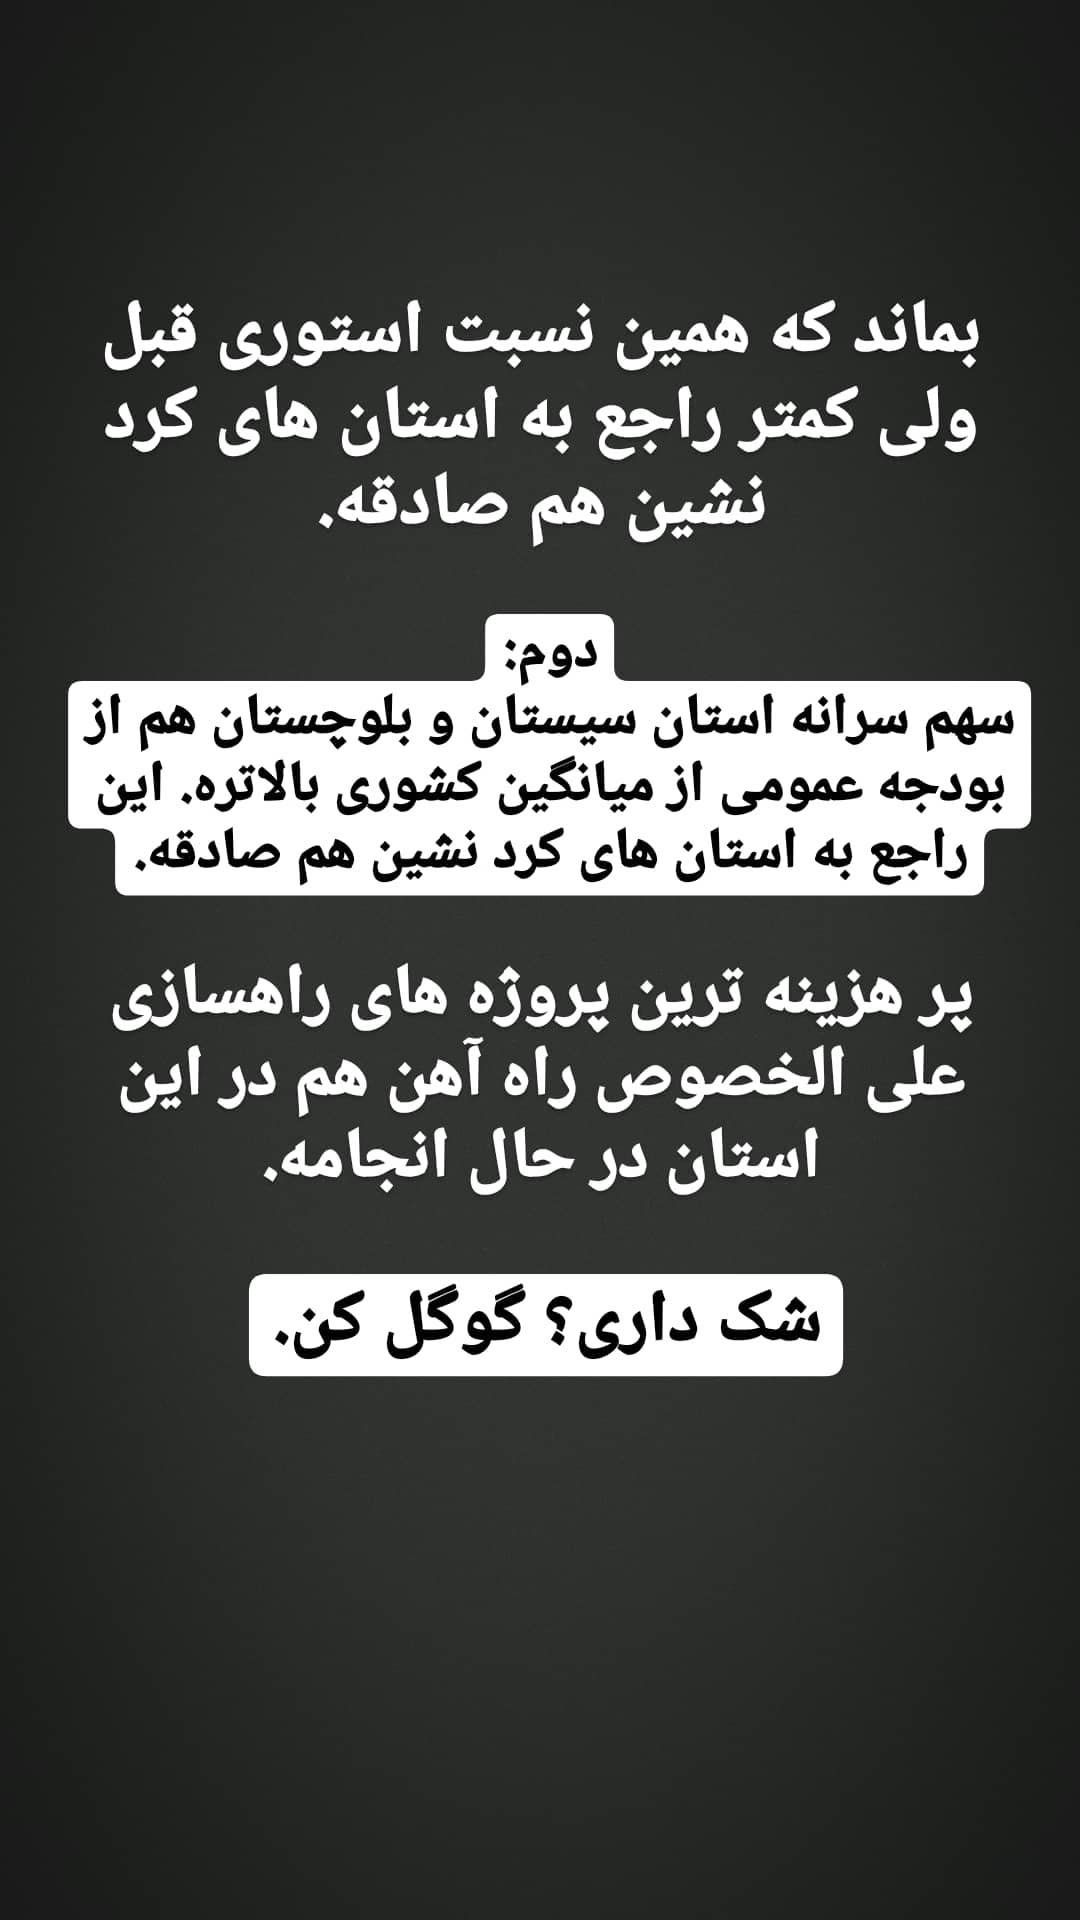 بماند که همین نسبت استوری قبل
ولی کمتر راجع به استان های کرد
نشین هم صادقه.
دوم:
سهم سرانه استان سیستان و بلوچستان هم از
بودجه عمومی از میانگین کشوری بالاتره. این
راجع به استان های کرد نشین هم صادقه.
پر هزینه ترین پروژه های راهسازی
علی الخصوص راه آهن هم در این
استان در حال انجامه.
شک داری؟ گوگل کن.